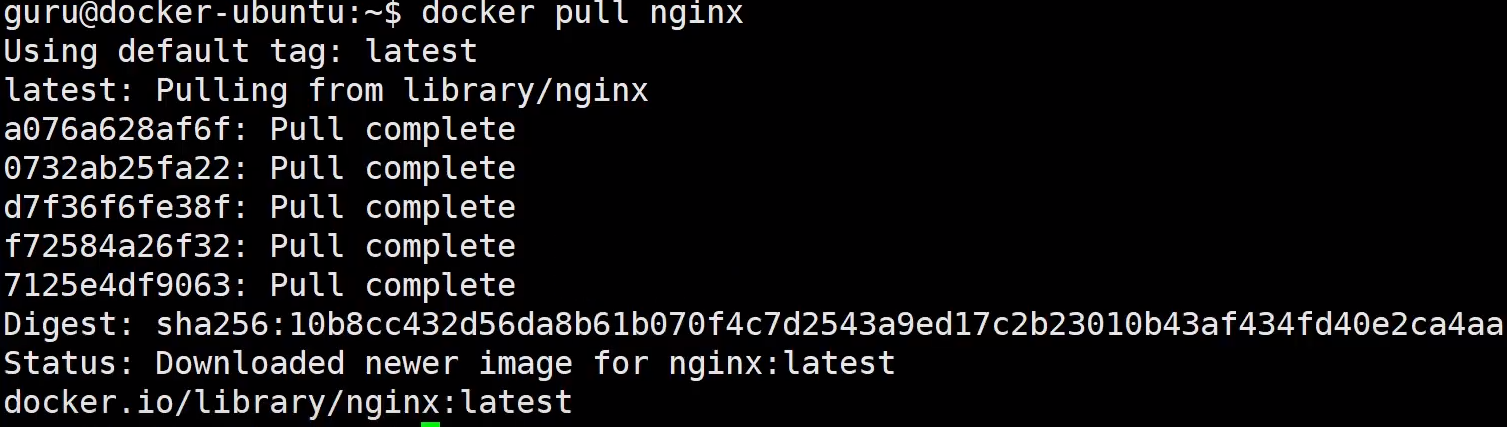 guru@docker-ubuntu:~$ docker pull nginx
Using default tag: latest
latest: Pulling from library/nginx
a076a628af6f: Pull complete
0732ab25fa22: Pull complete
d7f36f6fe38f: Pull complete
f72584a26f32: Pull complete
7125e4df9063: Pull complete
Digest: sha256:10b8cc432d56da8b61b070f4c7d2543a9ed17c2b23010b43af434fd40e2ca4aa
Status: Downloaded newer image for nginx:latest
docker.io/library/nginx:latest